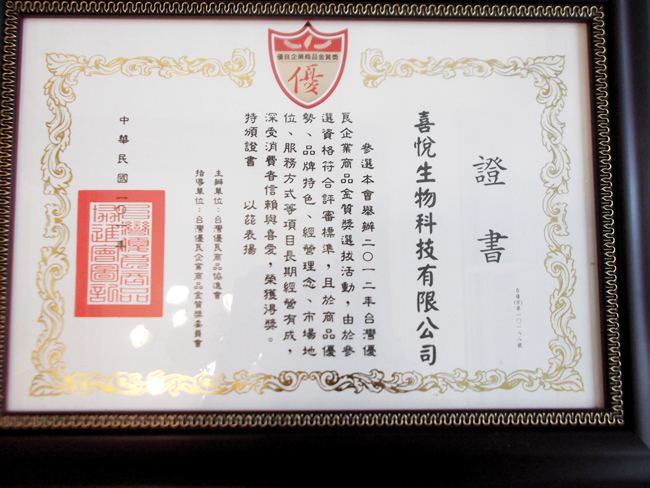 優良企業商品金質獎
優
證書
喜悅生物科技有限公司
參選本會舉辦二〇一二年台灣優
良企業商品金質獎選拔活動，由於參
選資格符合評審標準，且於商品優
勢、品牌特色、經營理念、市場地
位、服務方式等項目長期經營有成，
深受消費者信賴與喜愛，榮獲得獎。
特頒證書　以茲表揚
主辦單位：台灣優良商品協進會
指導單位：台灣優良企業商品金質獎委員會
中華民國一